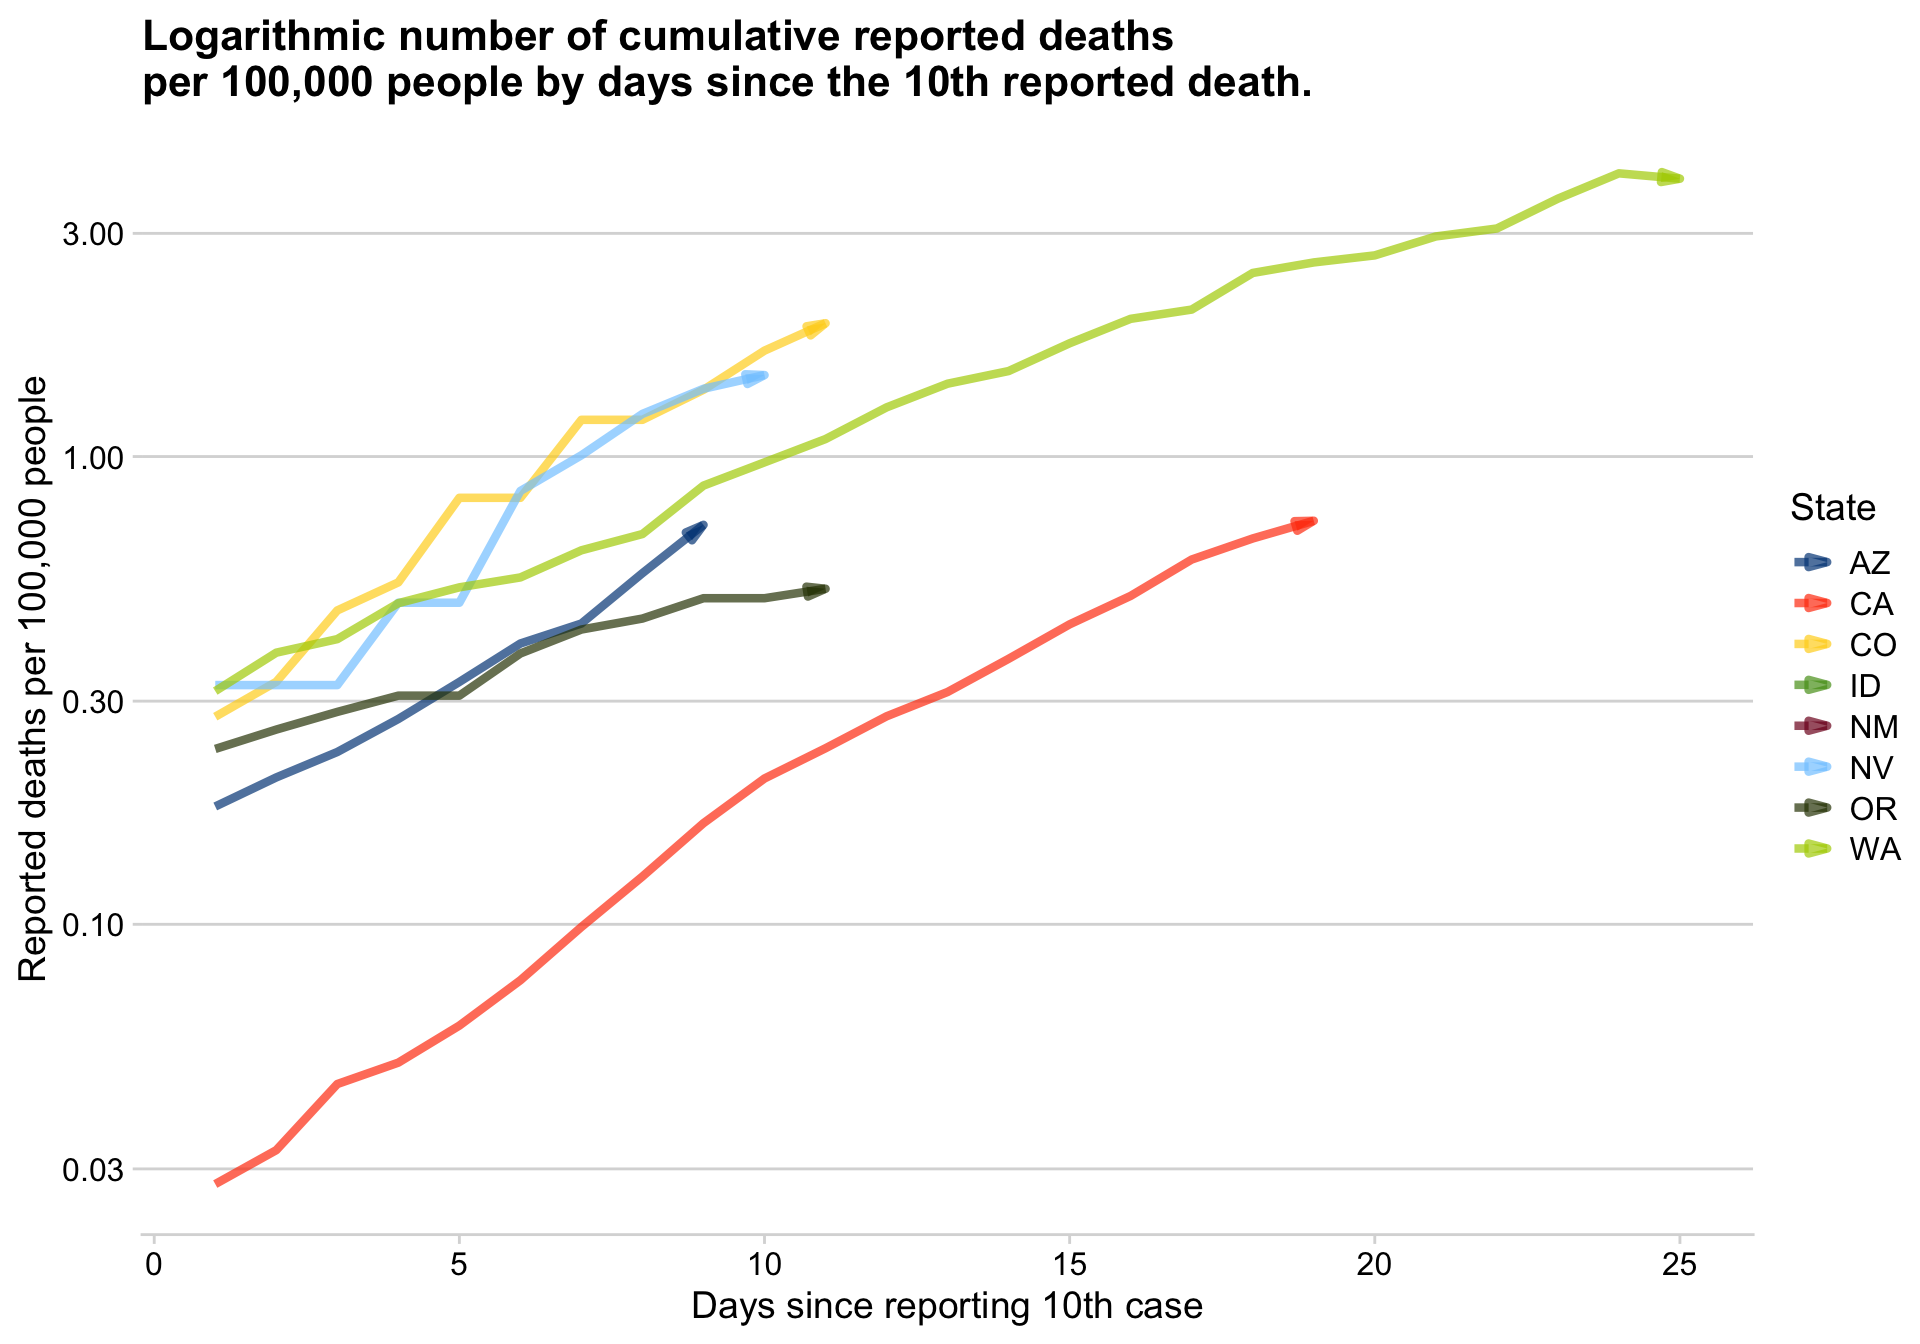 Logarithmic number of cumulative reported deaths
per 100,000 people by days since the 10th reported death.
Reported deaths per 100,000 people
3.00
1.00
0.30
0.10
0.03
0
5
10
15
20
25
Days since reporting 10th case
State
AZ
CA
CO
ID
NM
NV
OR
WA